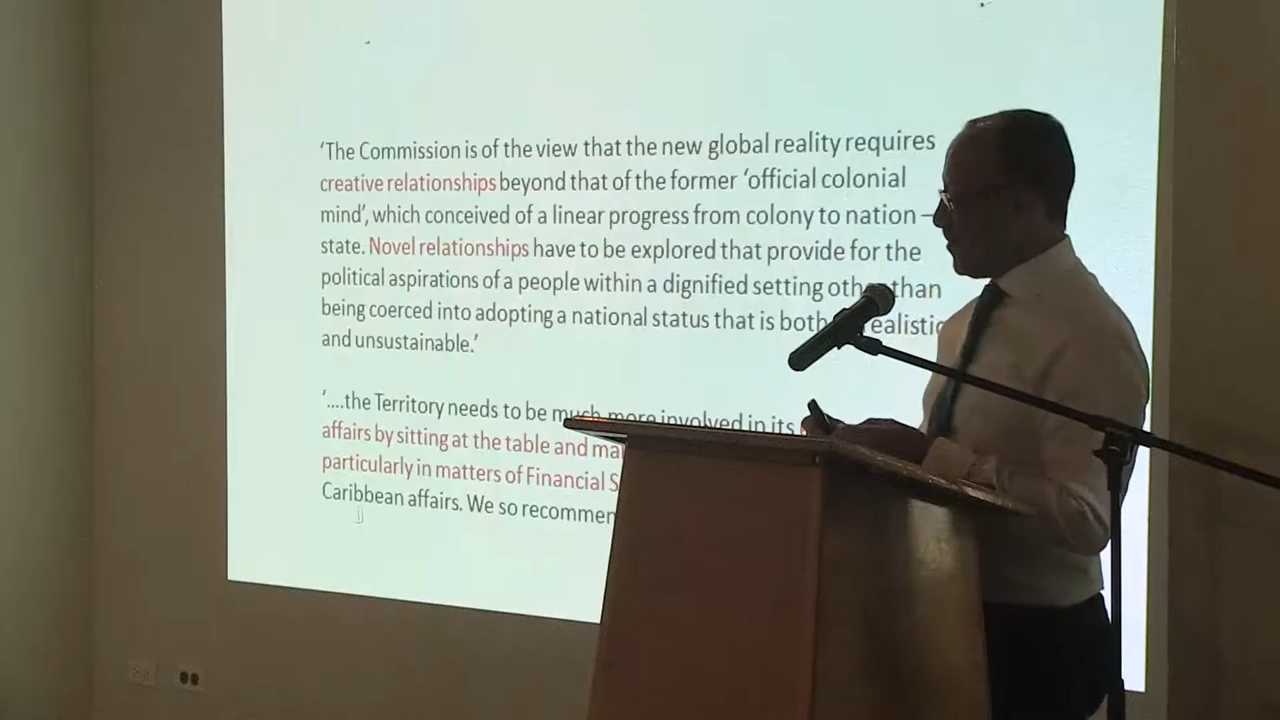 ‘The Commission is of the view that the new global reality requires
creative relationships beyond that of the former ‘official colonial
mind’, which conceived of a linear progress from colony to nation –
state. Novel relationships have to be explored that provide for the
political aspirations of a people within a dignified setting other than
being coerced into adopting a national status that is both
and unsustainable.’
‘....the Territory needs to be much more involved in its
affairs by sitting at the table and
particularly in matters of Financial
Caribbean affairs. We so